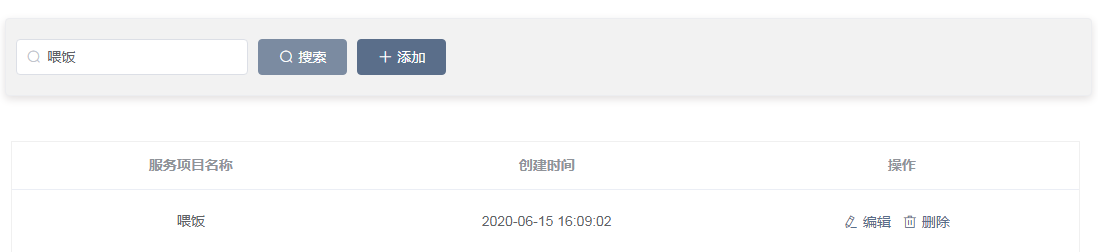 喂饭 搜索 添加
服务项目名称 创建时间 操作
喂饭 2020-06-15 16:09:02 编辑 删除